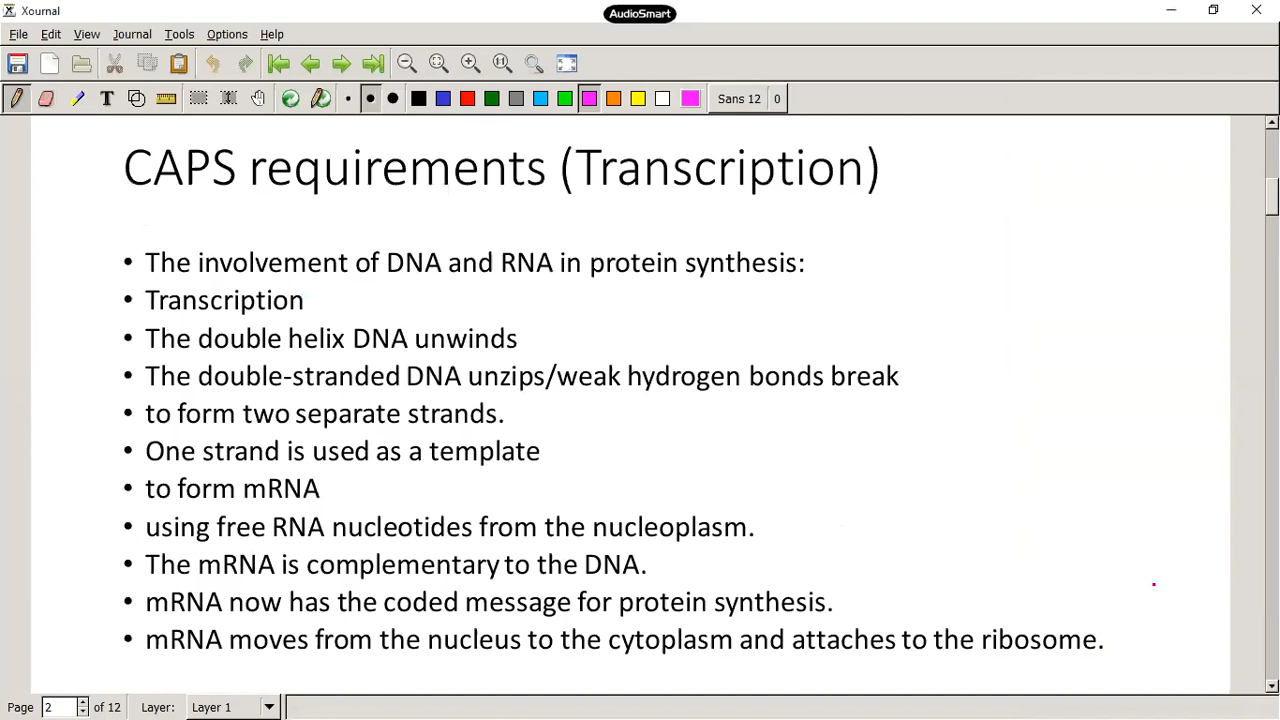 Xournal
AudioSmart
File Edit View Journal Tools Options Help
Sans 12 0
CAPS requirements (Transcription)
• The involvement of DNA and RNA in protein synthesis:
• Transcription
• The double helix DNA unwinds
• The double-stranded DNA unzips/weak hydrogen bonds break
• to form two separate strands.
• One strand is used as a template
• to form mRNA
• using free RNA nucleotides from the nucleoplasm.
• The mRNA is complementary to the DNA.
• mRNA now has the coded message for protein synthesis.
• mRNA moves from the nucleus to the cytoplasm and attaches to the ribosome.
Page 2 of 12 Layer: Layer 1